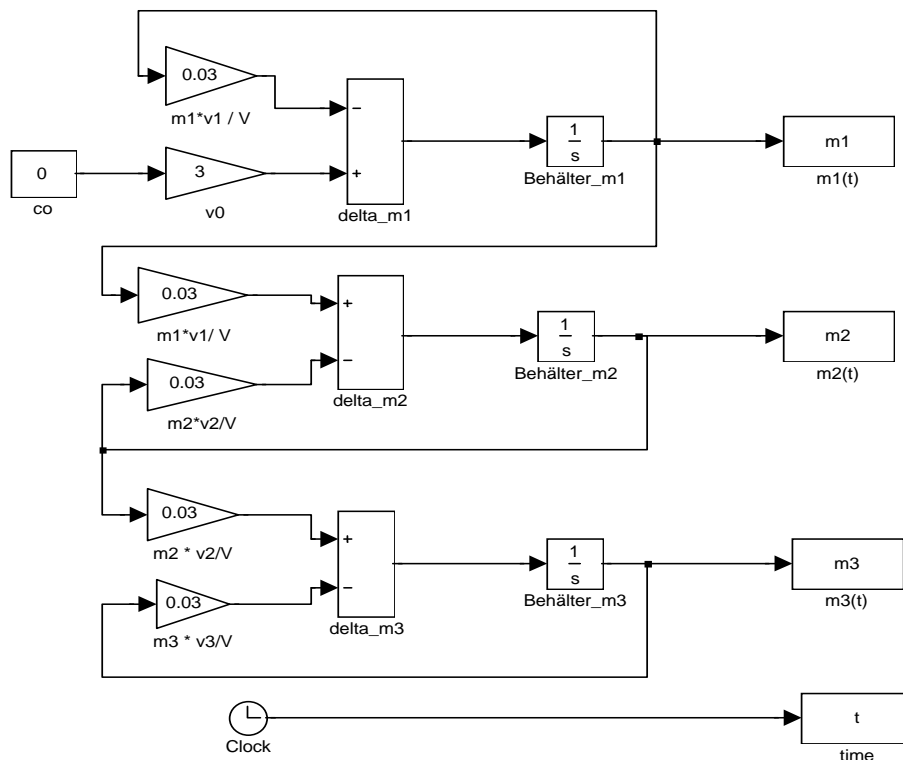 0.03
m1*v1 / V
−
+
delta_m1
0
co
3
v0
1
s
Behälter_m1
m1
m1(t)
0.03
m1*v1/ V
0.03
m2*v2/V
+
−
delta_m2
1
s
Behälter_m2
m2
m2(t)
0.03
m2 * v2/V
0.03
m3 * v3/V
+
−
delta_m3
1
s
Behälter_m3
m3
m3(t)
Clock
t
time